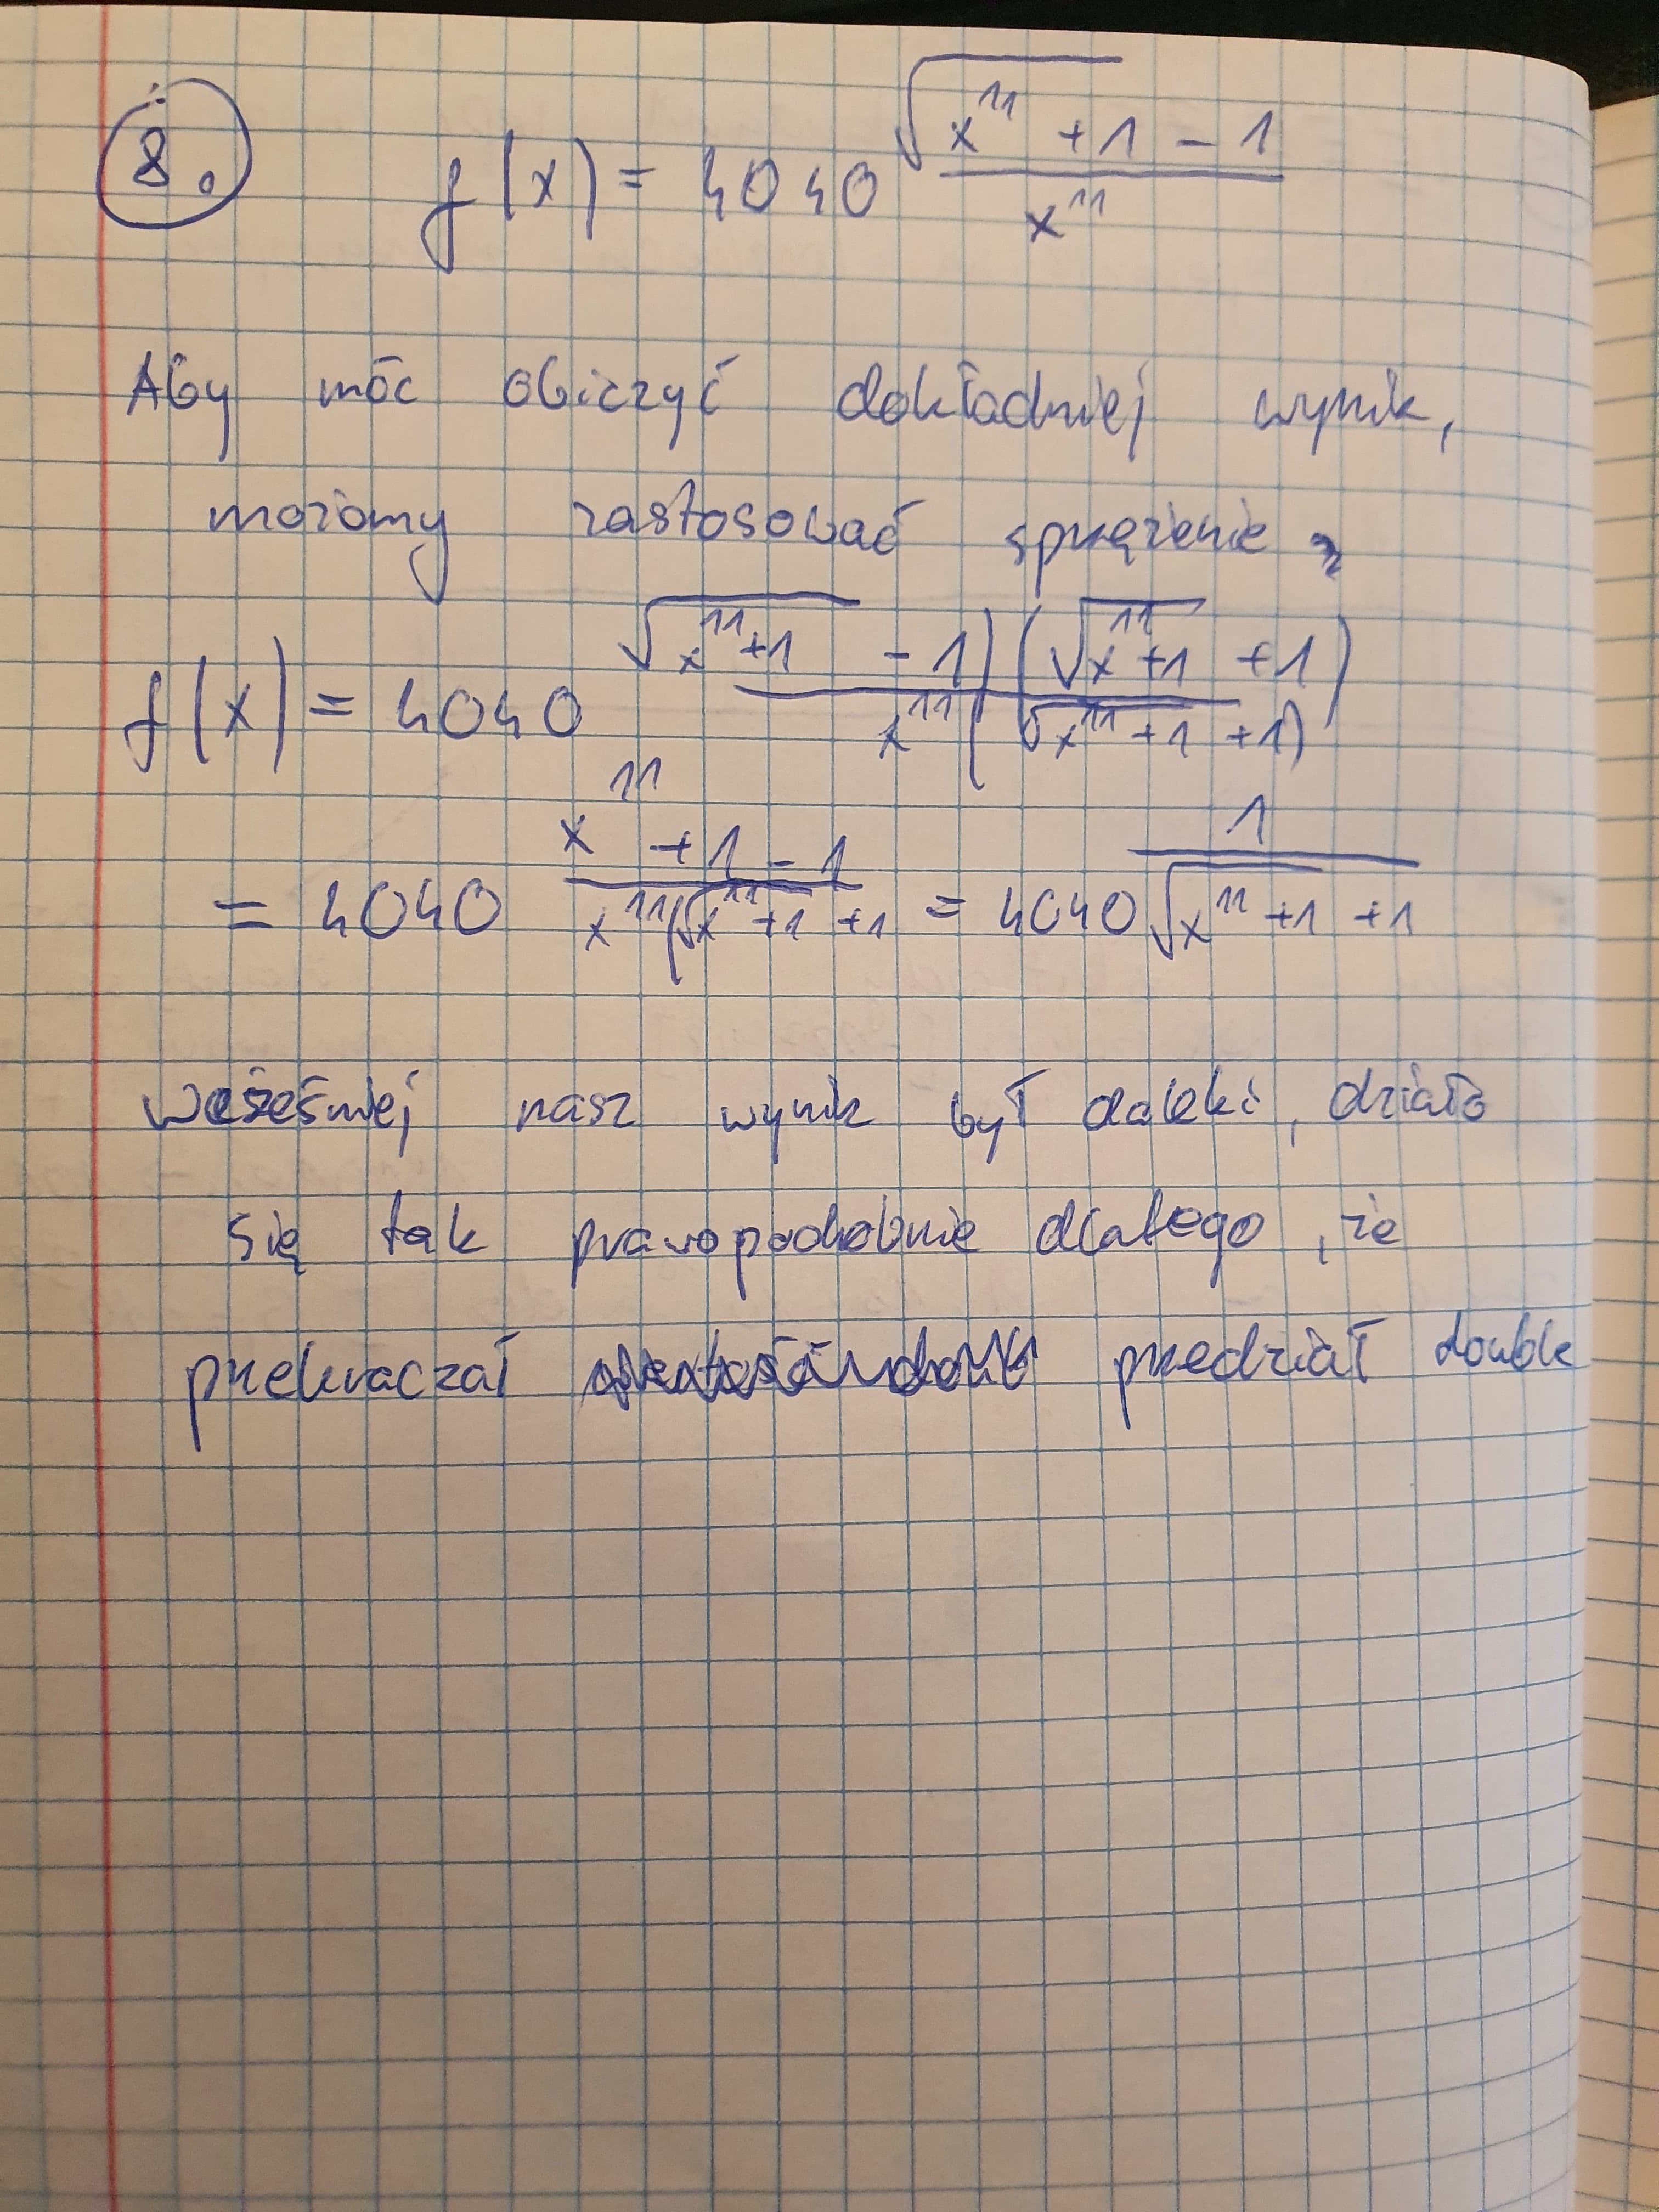 8.
f(x) = 4040 \frac{\sqrt{x^{11}+1}-1}{x^{11}}
Aby móc obliczyć dokładniej wynik,
możemy zastosować sprzężenie
f(x) = 4040 \frac{\sqrt{x^{11}+1}-1)(\sqrt{x^{11}+1}+1)}{x^{11}(\sqrt{x^{11}+1}+1)}
= 4040 \frac{x^{11}+1-1}{x^{11}(\sqrt{x^{11}+1}+1} = 4040 \frac{1}{\sqrt{x^{11}+1}+1}
wcześniej nasz wynik był daleki, działo
się tak prawopodobnie dlatego, że
przekraczał przedział double